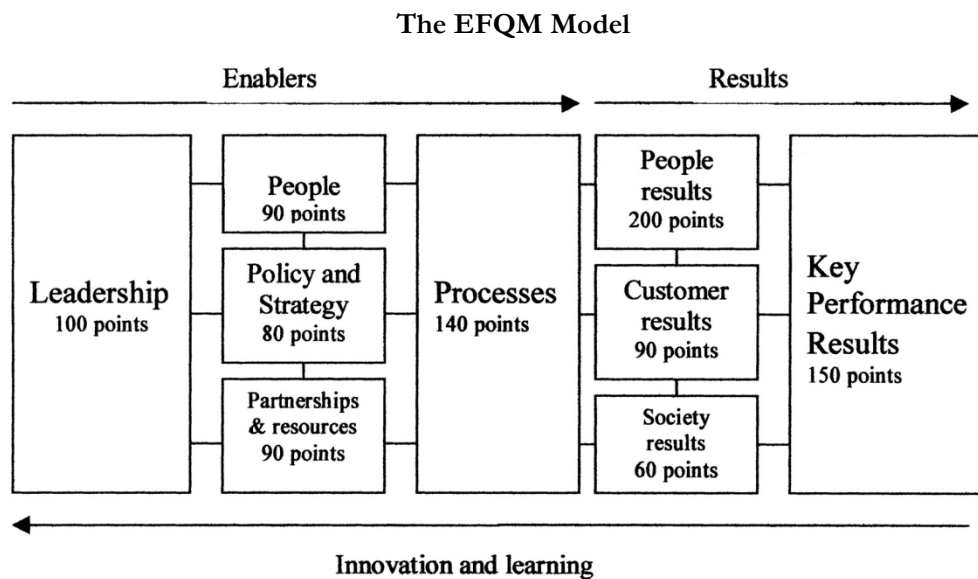 The EFQM Model
Enablers
Results
Leadership
100 points
People
90 points
Policy and
Strategy
80 points
Partnerships
& resources
90 points
Processes
140 points
People
results
200 points
Customer
results
90 points
Society
results
60 points
Key
Performance
Results
150 points
Innovation and learning